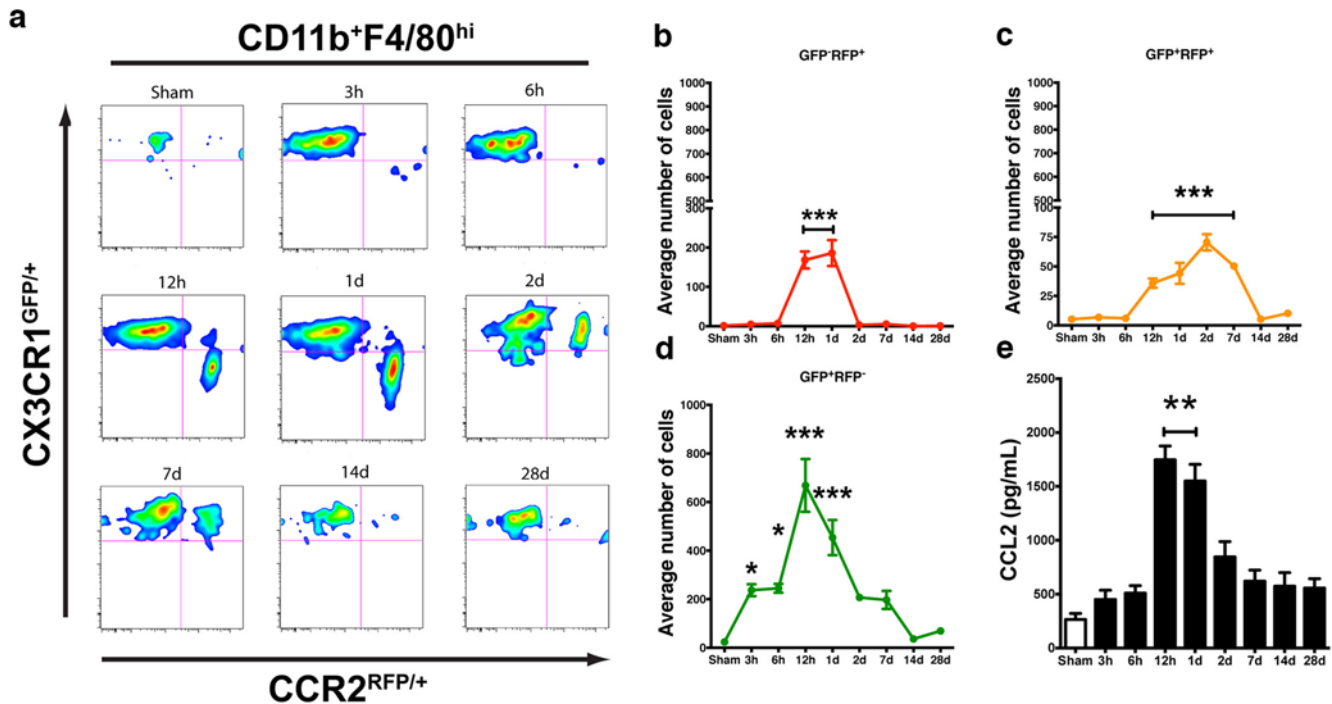 a
CD11b⁺F4/80ʰⁱ
Sham 3h 6h
12h 1d 2d
7d 14d 28d
CX3CR1ᴳᶠᴾ/⁺
CCR2ᴿᶠᴾ/⁺
b
GFP⁻RFP⁺
Average number of cells
1000
900
800
700
600
500
300
200
100
0
***
Sham 3h 6h 12h 1d 2d 7d 14d 28d
c
GFP⁺RFP⁺
Average number of cells
1000
900
800
700
600
500
100
75
50
25
0
***
Sham 3h 6h 12h 1d 2d 7d 14d 28d
d
GFP⁺RFP⁻
Average number of cells
1000
800
600
400
200
0
*
*
***
***
Sham 3h 6h 12h 1d 2d 7d 14d 28d
e
CCL2 (pg/mL)
2500
2000
1500
1000
500
0
**
Sham 3h 6h 12h 1d 2d 7d 14d 28d